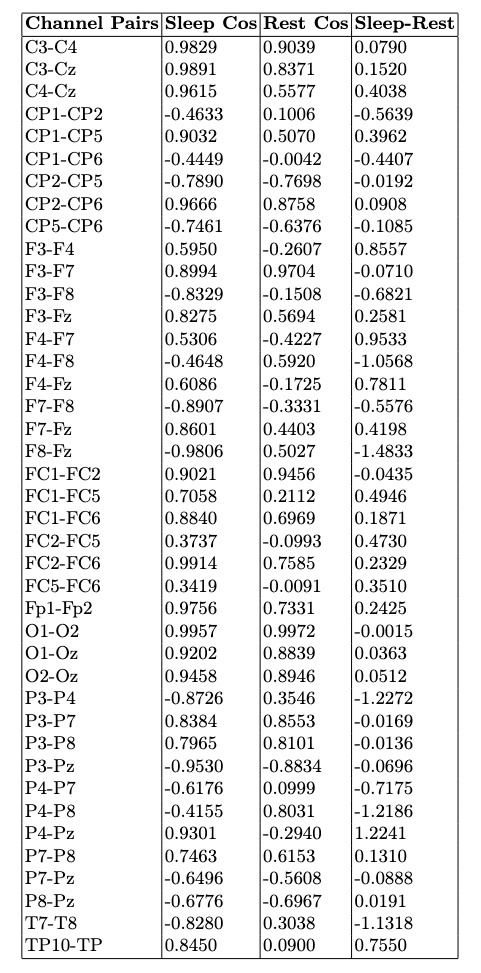 Channel Pairs Sleep Cos Rest Cos Sleep-Rest
C3-C4 0.9829 0.9039 0.0790
C3-Cz 0.9891 0.8371 0.1520
C4-Cz 0.9615 0.5577 0.4038
CP1-CP2 -0.4633 0.1006 -0.5639
CP1-CP5 0.9032 0.5070 0.3962
CP1-CP6 -0.4449 -0.0042 -0.4407
CP2-CP5 -0.7890 -0.7698 -0.0192
CP2-CP6 0.9666 0.8758 0.0908
CP5-CP6 -0.7461 -0.6376 -0.1085
F3-F4 0.5950 -0.2607 0.8557
F3-F7 0.8994 0.9704 -0.0710
F3-F8 -0.8329 -0.1508 -0.6821
F3-Fz 0.8275 0.5694 0.2581
F4-F7 0.5306 -0.4227 0.9533
F4-F8 -0.4648 0.5920 -1.0568
F4-Fz 0.6086 -0.1725 0.7811
F7-F8 -0.8907 -0.3331 -0.5576
F7-Fz 0.8601 0.4403 0.4198
F8-Fz -0.9806 0.5027 -1.4833
FC1-FC2 0.9021 0.9456 -0.0435
FC1-FC5 0.7058 0.2112 0.4946
FC1-FC6 0.8840 0.6969 0.1871
FC2-FC5 0.3737 -0.0993 0.4730
FC2-FC6 0.9914 0.7585 0.2329
FC5-FC6 0.3419 -0.0091 0.3510
Fp1-Fp2 0.9756 0.7331 0.2425
O1-O2 0.9957 0.9972 -0.0015
O1-Oz 0.9202 0.8839 0.0363
O2-Oz 0.9458 0.8946 0.0512
P3-P4 -0.8726 0.3546 -1.2272
P3-P7 0.8384 0.8553 -0.0169
P3-P8 0.7965 0.8101 -0.0136
P3-Pz -0.9530 -0.8834 -0.0696
P4-P7 -0.6176 0.0999 -0.7175
P4-P8 -0.4155 0.8031 -1.2186
P4-Pz 0.9301 -0.2940 1.2241
P7-P8 0.7463 0.6153 0.1310
P7-Pz -0.6496 -0.5608 -0.0888
P8-Pz -0.6776 -0.6967 0.0191
T7-T8 -0.8280 0.3038 -1.1318
TP10-TP 0.8450 0.0900 0.7550